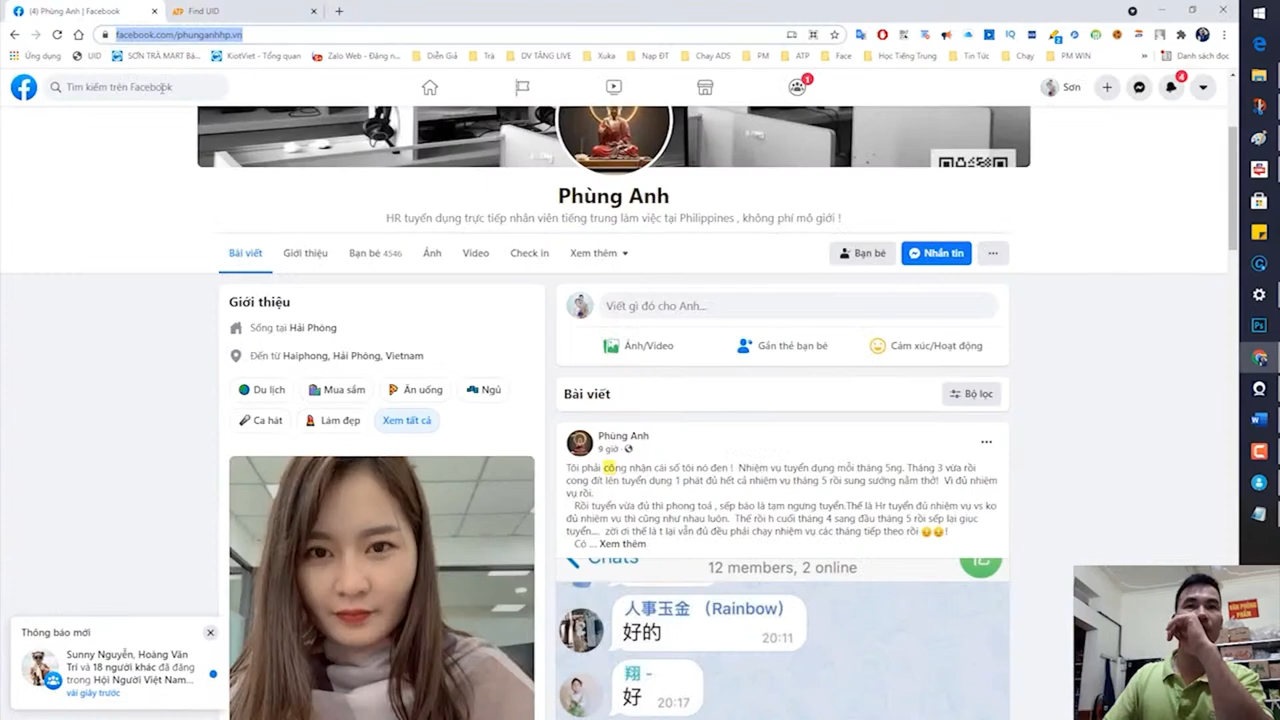 (4) Phùng Anh | Facebook
Find UID
facebook.com/phunganhhp.vn
Ứng dụng
UID
SƠN TRÀ MART Bá...
KiotViet - Đăng n...
Zalo Web - Đăng n...
Diễn Giả
Trà
DV TĂNG LIVE
Xuka
Nạp ĐT
Chạy ADS
PM
ATP
Face
Học Tiếng Trung
Tin Tức
Chạy
PM WIN
»
Danh sách đọc
Tìm kiếm trên Facebook
1
Sơn
4
Phùng Anh
HR tuyển dụng trực tiếp nhân viên tiếng trung làm việc tại Philippines , không phí mô giới !
Bài viết
Giới thiệu
Bạn bè 4546
Ảnh
Video
Check in
Xem thêm
Bạn bè
Nhắn tin
Giới thiệu
Sống tại Hải Phòng
Đến từ Haiphong, Hải Phòng, Vietnam
Du lịch
Mua sắm
Ăn uống
Ngủ
Ca hát
Làm đẹp
Xem tất cả
Viết gì đó cho Anh...
Ảnh/Video
Gắn thẻ bạn bè
Cảm xúc/Hoạt động
Bài viết
Bộ lọc
Phùng Anh
9 giờ
Tôi phải công nhận cái số tôi nó đen ! Nhiệm vụ tuyển dụng mỗi tháng 5ng. Tháng 3 vừa rồi
cong đít lên tuyển dụng 1 phát đủ hết cả nhiệm vụ tháng 5 rồi sung sướng nằm thở! Vì đủ nhiệm
vụ rồi.
Rồi tuyển vừa đủ thì phong toả , sếp bảo là tạm ngưng tuyển.Thế là Hr tuyển đủ nhiệm vụ vs ko
đủ nhiệm vụ thì cũng như nhau luôn. Thế rồi h cuối tháng 4 sang đầu tháng 5 rồi sếp lại giục
tuyển.... zời ơi thế là t lại vẫn đủ đều phải chạy nhiệm vụ các tháng tiếp theo rồi 😔😔!
Có ... Xem thêm
Chats
12 members, 2 online
人事玉金 （Rainbow）
好的
20:11
翔 -
好
20:17
Thông báo mới
Sunny Nguyễn, Hoàng Văn
Trí và 18 người khác đã đăng
trong Hội Người Việt Nam...
vài giây trước
VĂN PHÒNG
PHẨM